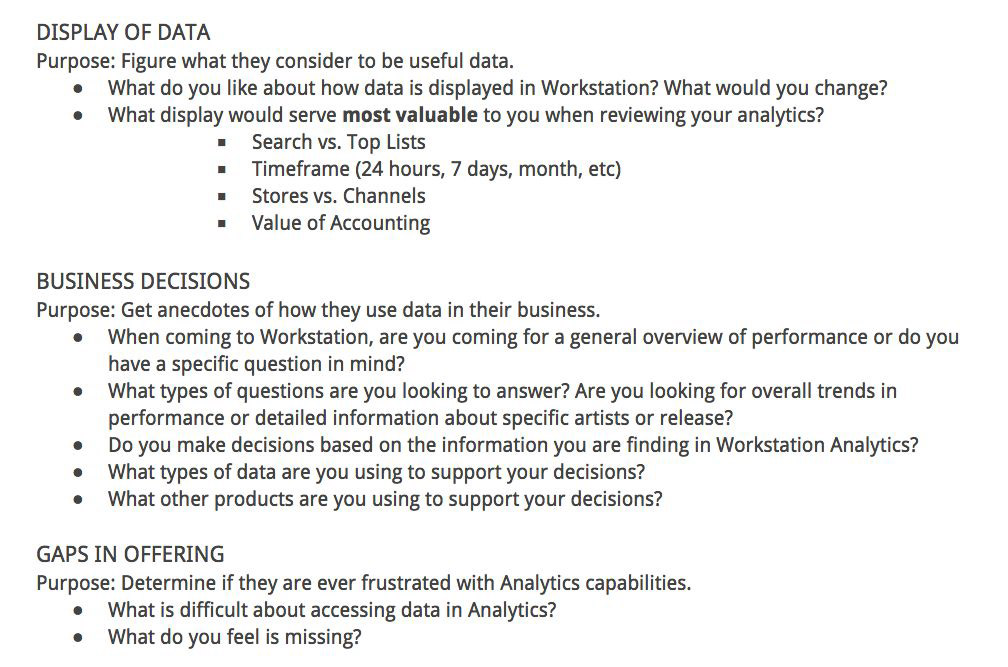 DISPLAY OF DATA
Purpose: Figure what they consider to be useful data.
● What do you like about how data is displayed in Workstation? What would you change?
● What display would serve most valuable to you when reviewing your analytics?
▪ Search vs. Top Lists
▪ Timeframe (24 hours, 7 days, month, etc)
▪ Stores vs. Channels
▪ Value of Accounting
BUSINESS DECISIONS
Purpose: Get anecdotes of how they use data in their business.
● When coming to Workstation, are you coming for a general overview of performance or do you
have a specific question in mind?
● What types of questions are you looking to answer? Are you looking for overall trends in
performance or detailed information about specific artists or release?
● Do you make decisions based on the information you are finding in Workstation Analytics?
● What types of data are you using to support your decisions?
● What other products are you using to support your decisions?
GAPS IN OFFERING
Purpose: Determine if they are ever frustrated with Analytics capabilities.
● What is difficult about accessing data in Analytics?
● What do you feel is missing?